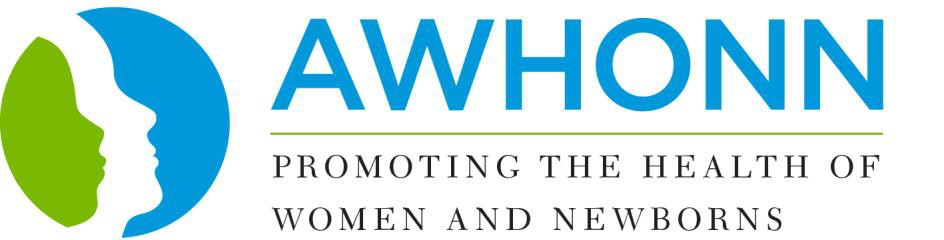 AWHONN
PROMOTING THE HEALTH OF
WOMEN AND NEWBORNS